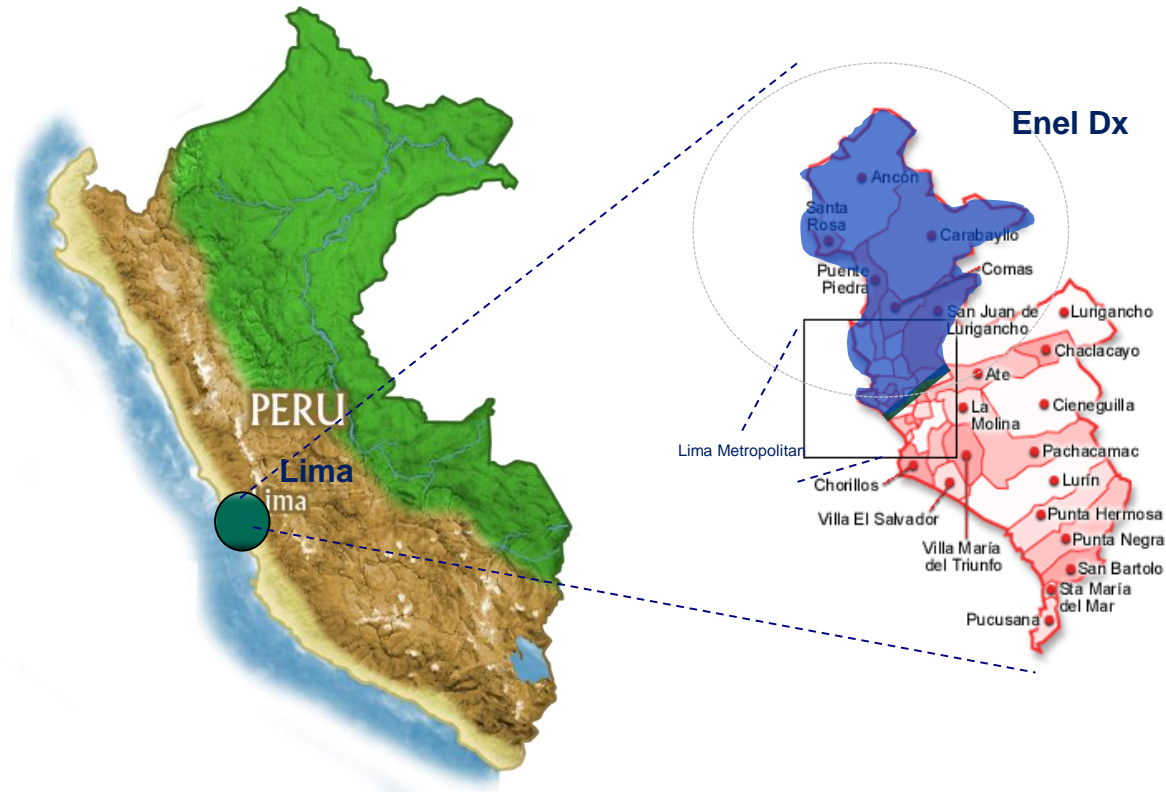 PERU
Lima
Lima
Enel Dx
Ancón
Santa
Rosa
Carabayllo
Puente
Piedra
Comas
San Juan de
Lurigancho
Lurigancho
Chaclacayo
Ate
La
Molina
Cieneguilla
Lima Metropolitan
Pachacamac
Chorillos
Lurín
Villa El Salvador
Punta Hermosa
Villa María
del Triunfo
Punta Negra
San Bartolo
Sta María
del Mar
Pucusana